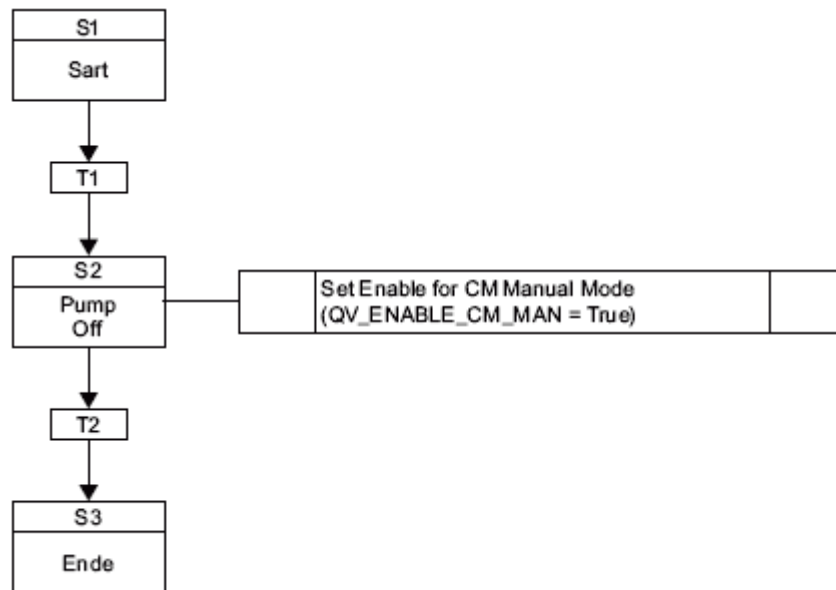 S1
Sart
T1
S2
Pump
Off
Set Enable for CM Manual Mode
(QV_ENABLE_CM_MAN = True)
T2
S3
Ende